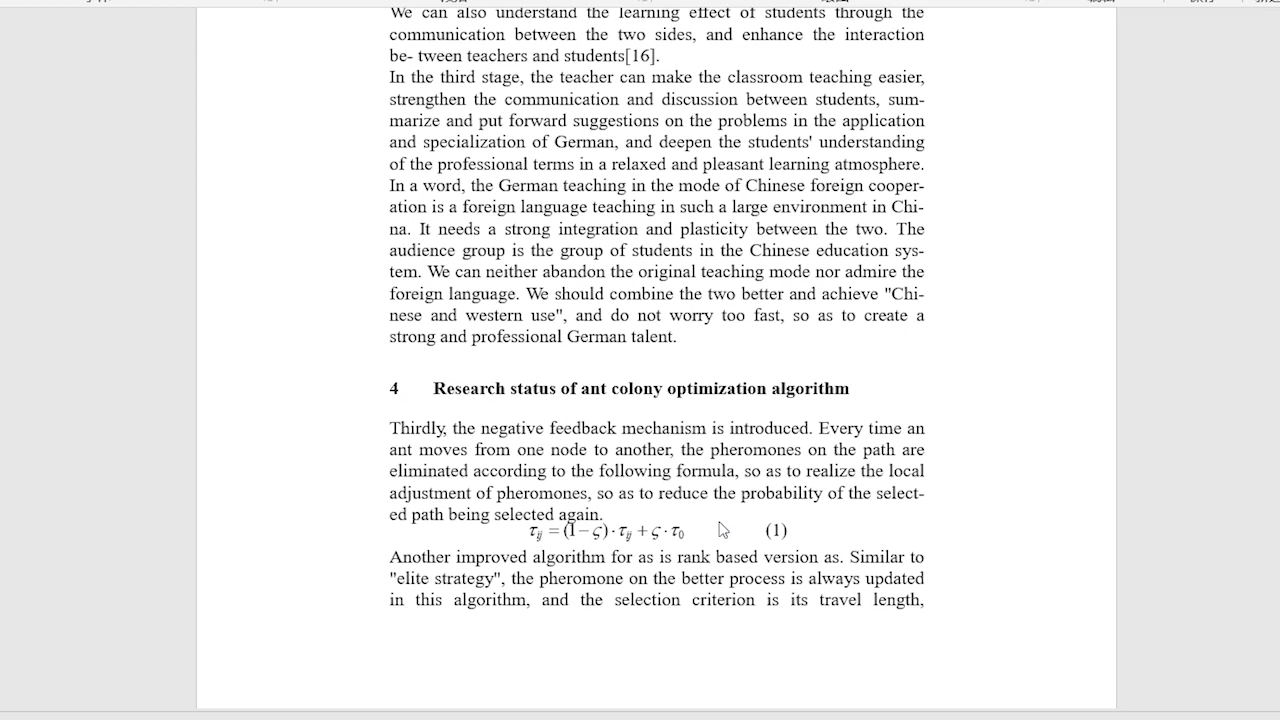 We can also understand the learning effect of students through the
communication between the two sides, and enhance the interaction
be- tween teachers and students[16].
In the third stage, the teacher can make the classroom teaching easier,
strengthen the communication and discussion between students, sum-
marize and put forward suggestions on the problems in the application
and specialization of German, and deepen the students' understanding
of the professional terms in a relaxed and pleasant learning atmosphere.
In a word, the German teaching in the mode of Chinese foreign cooper-
ation is a foreign language teaching in such a large environment in Chi-
na. It needs a strong integration and plasticity between the two. The
audience group is the group of students in the Chinese education sys-
tem. We can neither abandon the original teaching mode nor admire the
foreign language. We should combine the two better and achieve "Chi-
nese and western use", and do not worry too fast, so as to create a
strong and professional German talent.
4 Research status of ant colony optimization algorithm
Thirdly, the negative feedback mechanism is introduced. Every time an
ant moves from one node to another, the pheromones on the path are
eliminated according to the following formula, so as to realize the local
adjustment of pheromones, so as to reduce the probability of the select-
ed path being selected again.
τij = (1−ς)·τij + ς·τ0 (1)
Another improved algorithm for as is rank based version as. Similar to
"elite strategy", the pheromone on the better process is always updated
in this algorithm, and the selection criterion is its travel length,